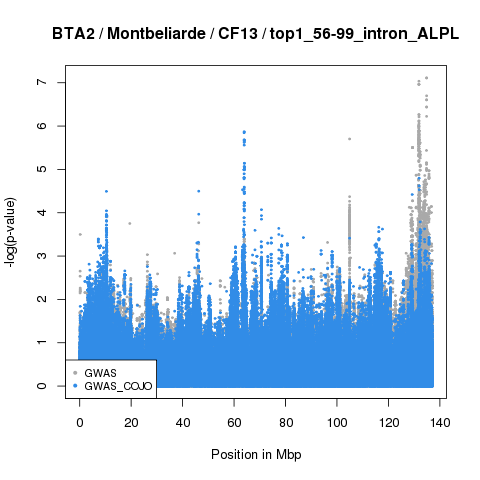 BTA2 / Montbeliarde / CF13 / top1_56-99_intron_ALPL
-log(p-value)
7
6
5
4
3
2
1
0
GWAS
GWAS_COJO
0 20 40 60 80 100 120 140
Position in Mbp